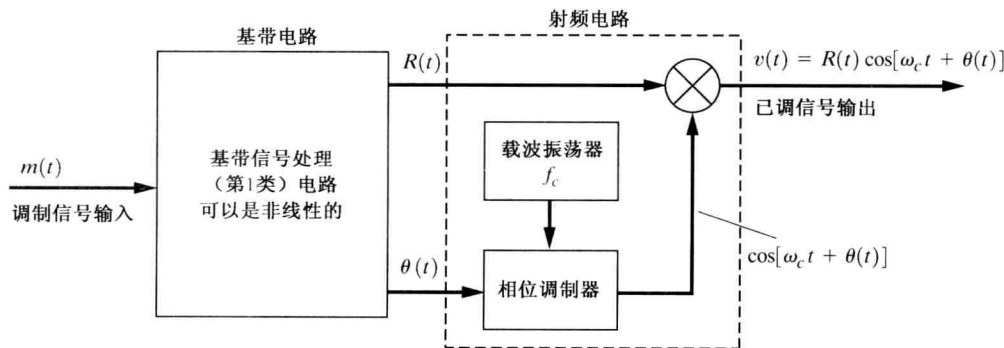 基带电路
射频电路
R(t)
v(t) = R(t) cos[ω_c t + θ(t)]
已调信号输出
载波振荡器
f_c
m(t)
调制信号输入
基带信号处理
（第1类）电路
可以是非线性的
cos[ω_c t + θ(t)]
θ(t)
相位调制器